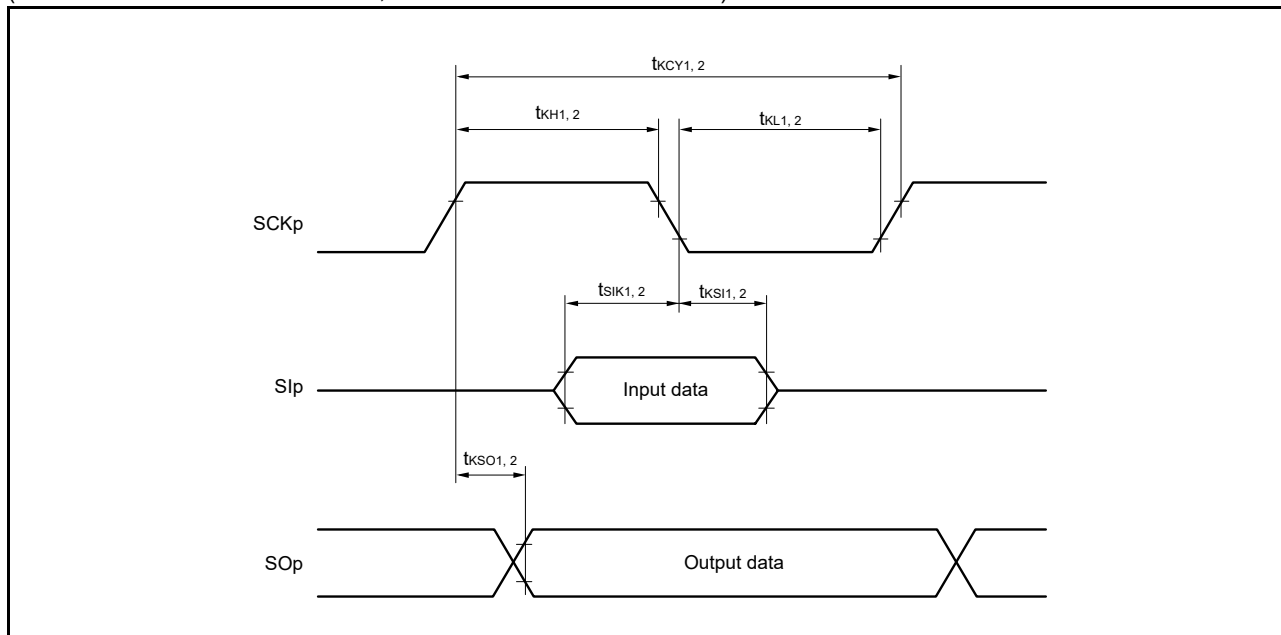 tKCY1, 2
tKH1, 2
tKL1, 2
SCKp
tSIK1, 2
tKSI1, 2
SIp
Input data
tKSO1, 2
SOp
Output data